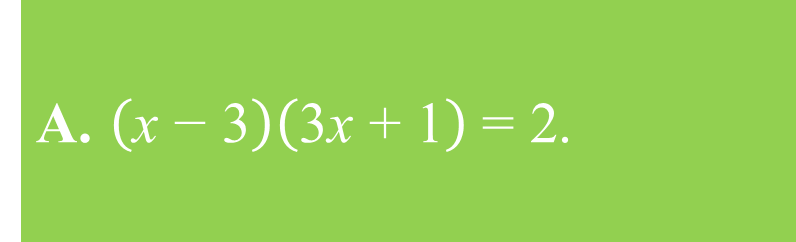 A. (x − 3)(3x + 1) = 2.